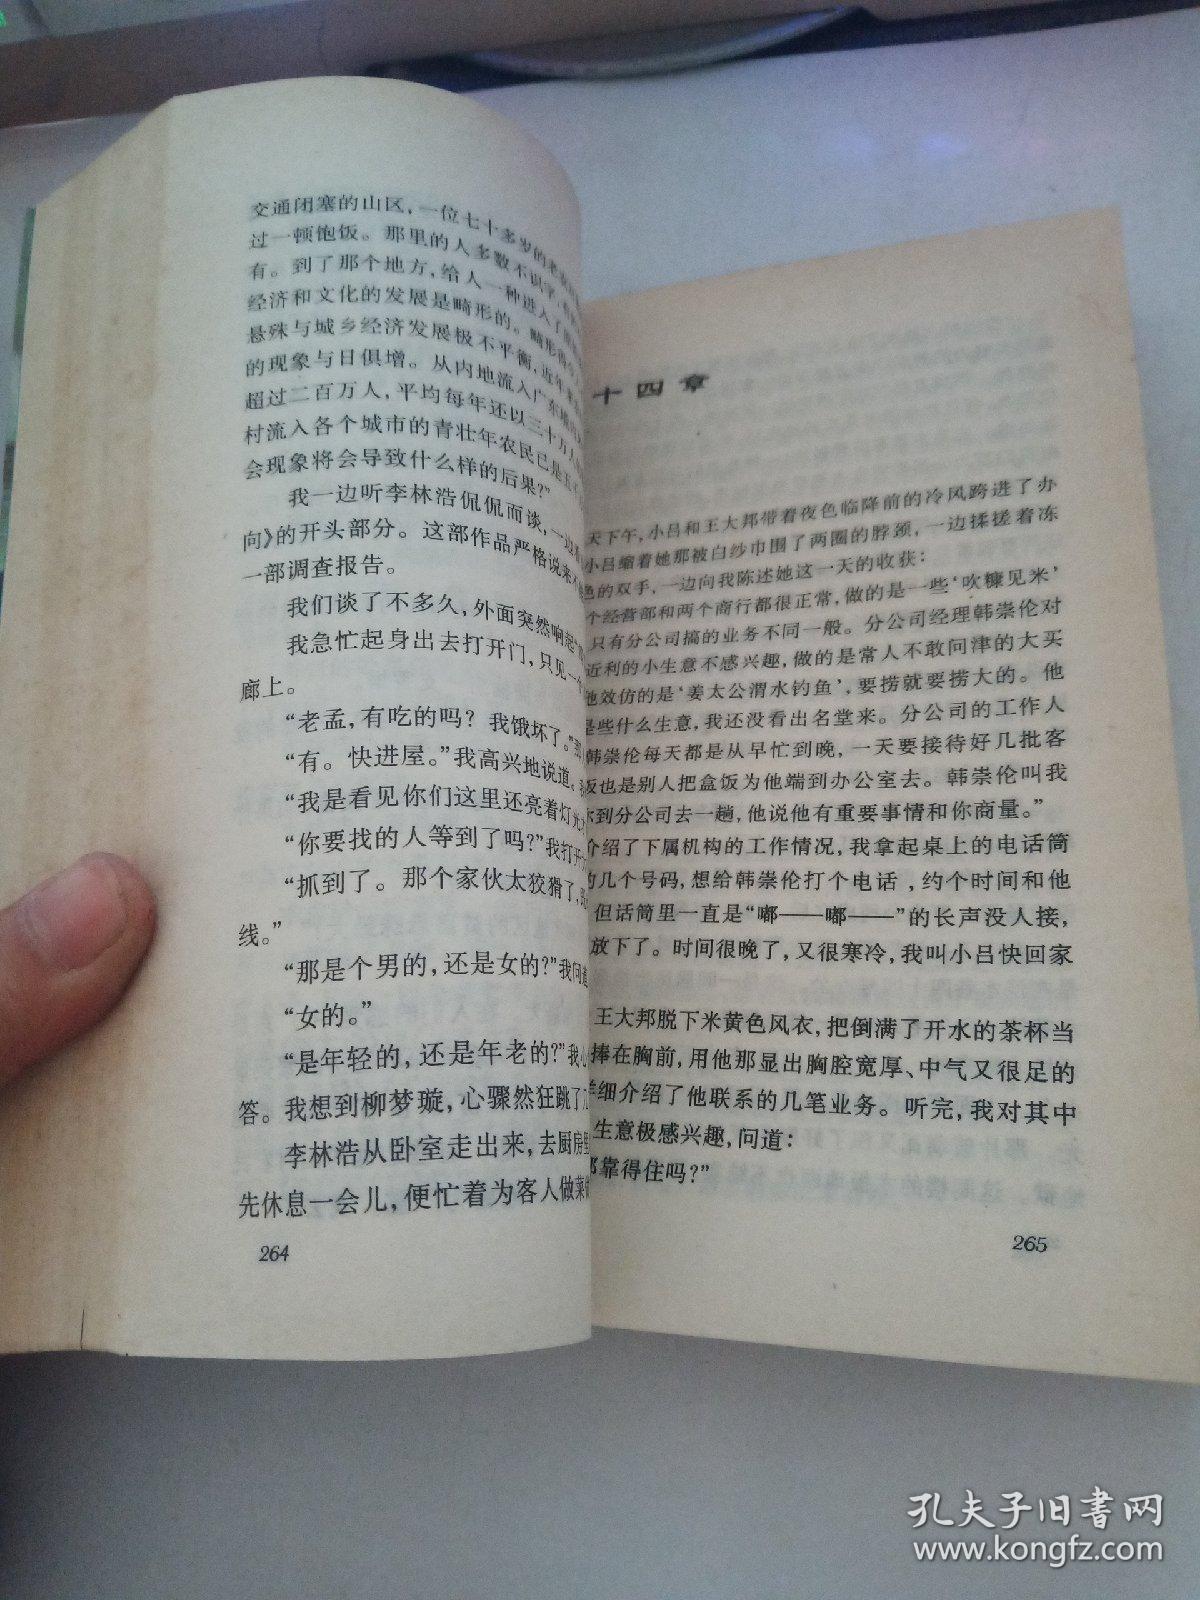 交通闭塞的山区，一位七十多岁的老
过一顿饱饭。那里的人多数不识字，
有。到了那个地方，给人一种进入了
经济和文化的发展是畸形的。畸形
悬殊与城乡经济发展极不平衡，近年
的现象与日俱增。从内地流入广东
超过二百万人，平均每年还以三十万人
村流入各个城市的青壮年农民已是五
会现象将会导致什么样的后果？”
我一边听李林浩侃侃而谈，一边
向》的开头部分。这部作品严格说来
一部调查报告。
我们谈了不多久，外面突然响起
我急忙起身出去打开门，只见一个
廊上。
“老孟，有吃的吗？我饿坏了。”
“有。快进屋。”我高兴地说道。
“我是看见你们这里还亮着灯光
“你要找的人等到了吗？”我打开
“抓到了。那个家伙太狡猾了，
线。”
“那是个男的，还是女的？”我问道
“女的。”
“是年轻的，还是年老的？”我心
答。我想到柳梦璇，心骤然狂跳了
李林浩从卧室走出来，去厨房
先休息一会儿，便忙着为客人做菜
264
十四章
天下午，小吕和王大邦带着夜色临降前的冷风跨进了办
小吕缩着她那被白纱巾围了两圈的脖颈，一边揉搓着冻
色的双手，一边向我陈述她这一天的收获：
个经营部和两个商行都很正常，做的是一些‘吹糠见米’
只有分公司搞的业务不同一般。分公司经理韩崇伦对
近利的小生意不感兴趣，做的是常人不敢问津的大买
他效仿的是‘姜太公渭水钓鱼’，要捞就要捞大的。他
是些什么生意，我还没看出名堂来。分公司的工作人
韩崇伦每天都是从早忙到晚，一天要接待好几批客
饭也是别人把盒饭为他端到办公室去。韩崇伦叫我
到分公司去一趟，他说他有重要事情和你商量。”
介绍了下属机构的工作情况，我拿起桌上的电话筒
的几个号码，想给韩崇伦打个电话，约个时间和他
但话筒里一直是“嘟——嘟——”的长声没人接，
放下了。时间很晚了，又很寒冷，我叫小吕快回家
王大邦脱下米黄色风衣，把倒满了开水的茶杯当
捧在胸前，用他那显出胸腔宽厚、中气又很足的
详细介绍了他联系的几笔业务。听完，我对其中
生意极感兴趣，问道：
都靠得住吗？”
265
孔夫子旧书网
www.kongfz.com